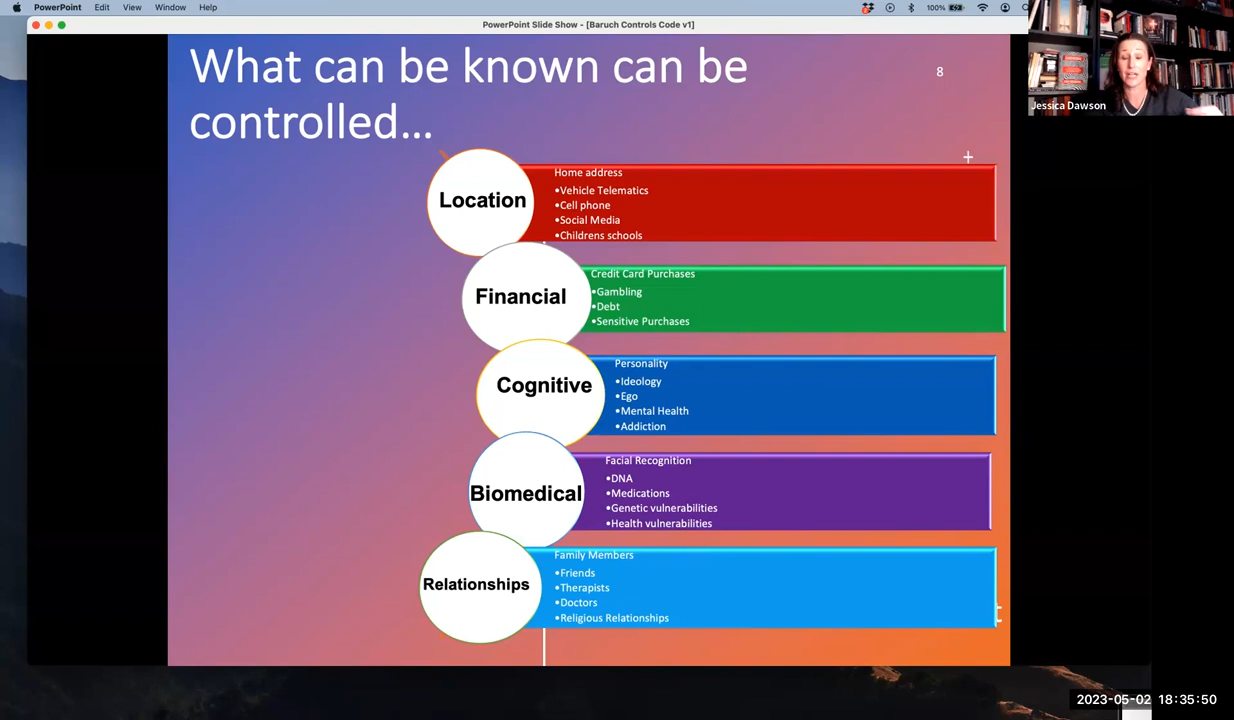 PowerPoint Edit View Window Help
100%
PowerPoint Slide Show - [Baruch Controls Code v1]
What can be known can be
controlled...
8
Jessica Dawson
Location
Home address
•Vehicle Telematics
•Cell phone
•Social Media
•Childrens schools
Financial
Credit Card Purchases
•Gambling
•Debt
•Sensitive Purchases
Cognitive
Personality
•Ideology
•Ego
•Mental Health
•Addiction
Biomedical
Facial Recognition
•DNA
•Medications
•Genetic vulnerabilities
•Health vulnerabilities
Relationships
Family Members
•Friends
•Therapists
•Doctors
•Religious Relationships
2023-05-02 18:35:50